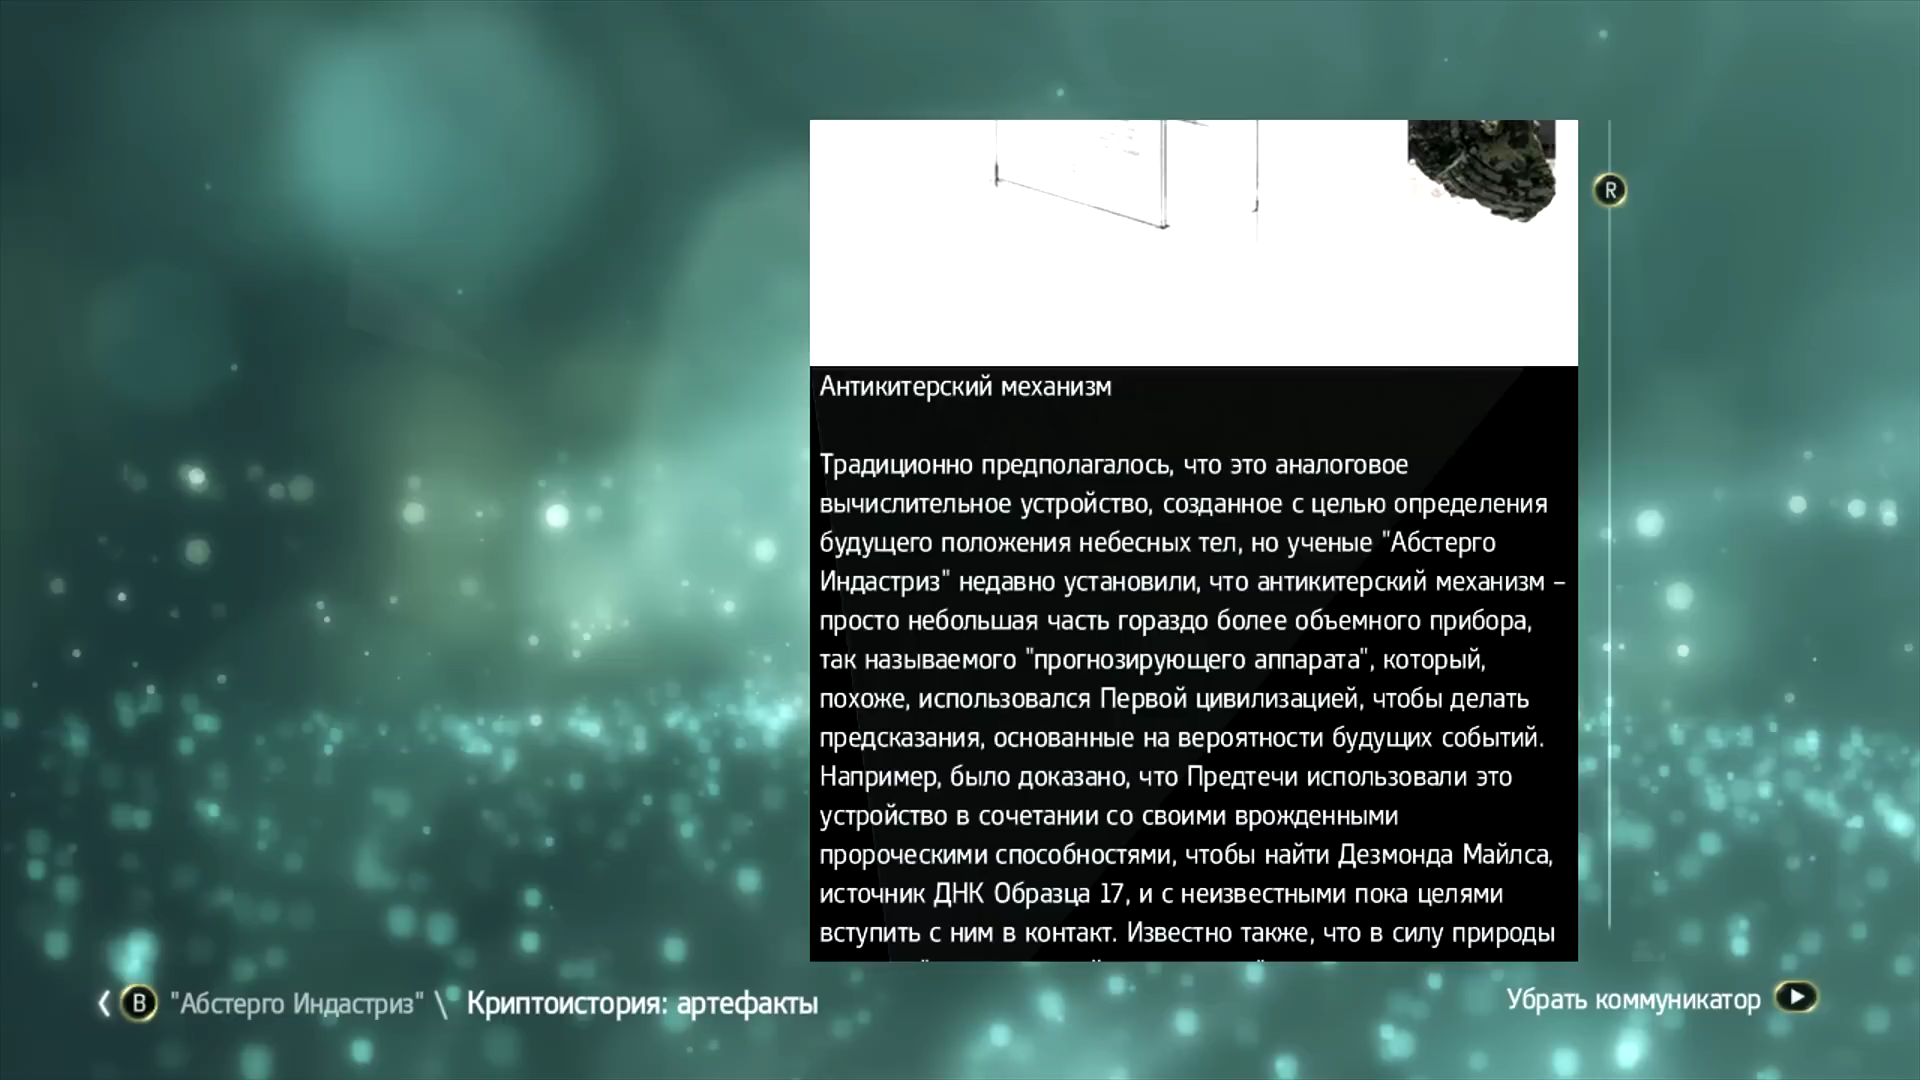 R
Антикитерский механизм
Традиционно предполагалось, что это аналоговое
вычислительное устройство, созданное с целью определения
будущего положения небесных тел, но ученые "Абстерго
Индастриз" недавно установили, что антикитерский механизм –
просто небольшая часть гораздо более объемного прибора,
так называемого "прогнозирующего аппарата", который,
похоже, использовался Первой цивилизацией, чтобы делать
предсказания, основанные на вероятности будущих событий.
Например, было доказано, что Предтечи использовали это
устройство в сочетании со своими врожденными
пророческими способностями, чтобы найти Дезмонда Майлса,
источник ДНК Образца 17, и с неизвестными пока целями
вступить с ним в контакт. Известно также, что в силу природы
B "Абстерго Индастриз" \ Криптоистория: артефакты
Убрать коммуникатор